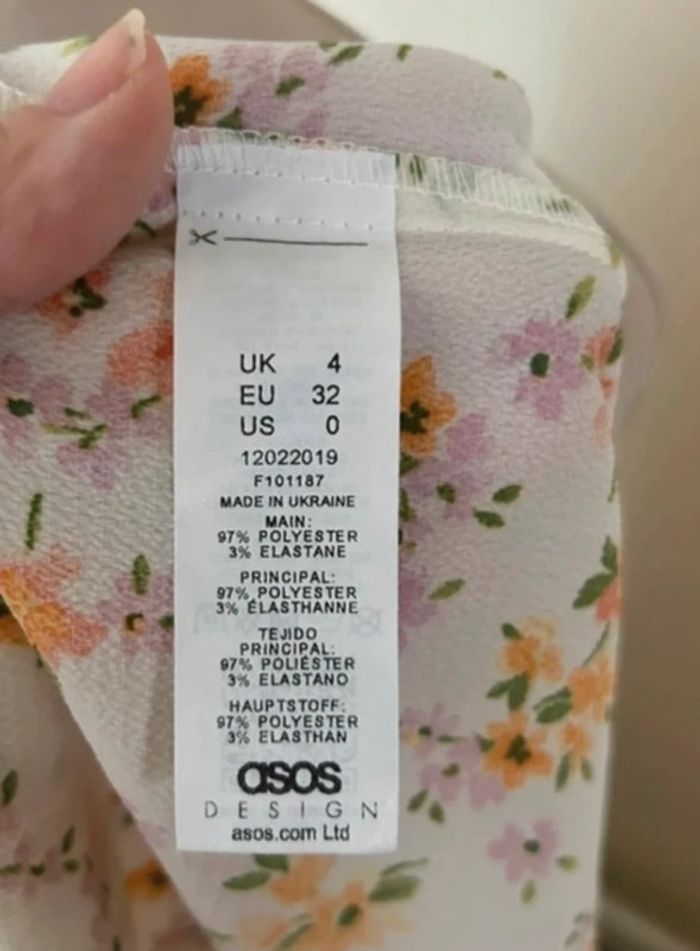 UK 4
EU 32
US 0
12022019
F101187
MADE IN UKRAINE
MAIN:
97% POLYESTER
3% ELASTANE
PRINCIPAL:
97% POLYESTER
3% ÉLASTHANNE
TEJIDO
PRINCIPAL:
97% POLIÉSTER
3% ELASTANO
HAUPTSTOFF:
97% POLYESTER
3% ELASTHAN
asos
DESIGN
asos.com Ltd